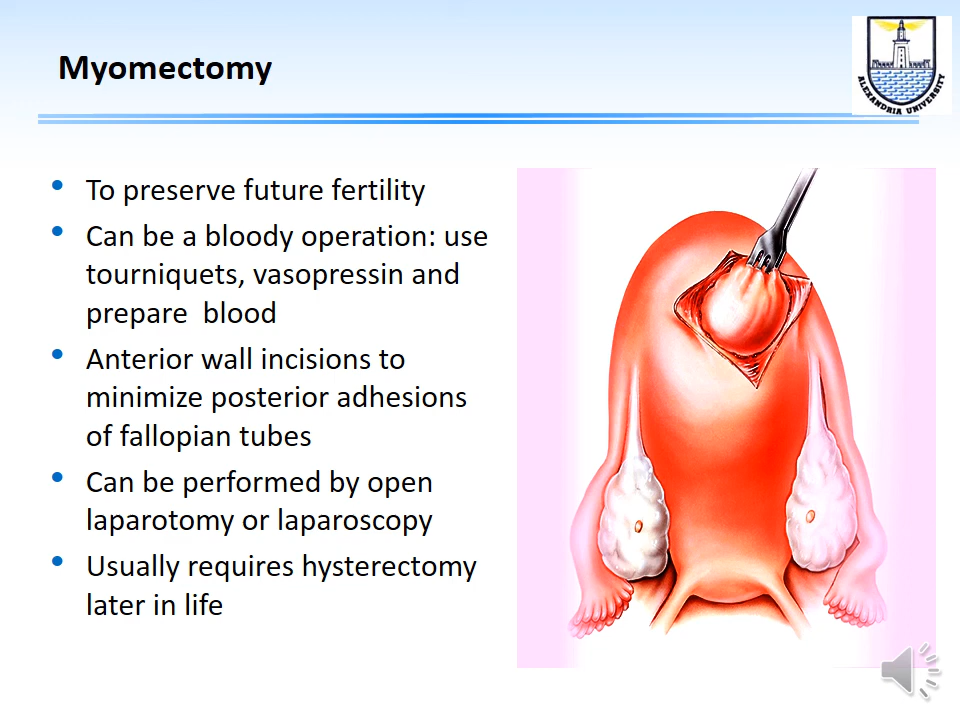 Myomectomy
ALEXANDRIA UNIVERSITY
• To preserve future fertility
• Can be a bloody operation: use
tourniquets, vasopressin and
prepare  blood
• Anterior wall incisions to
minimize posterior adhesions
of fallopian tubes
• Can be performed by open
laparotomy or laparoscopy
• Usually requires hysterectomy
later in life